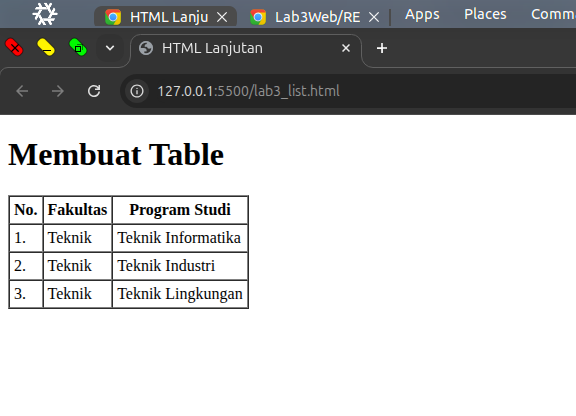 HTML Lanju Lab3Web/RE Apps Places Comma
HTML Lanjutan
127.0.0.1:5500/lab3_list.html
Membuat Table
No. Fakultas Program Studi
1. Teknik Teknik Informatika
2. Teknik Teknik Industri
3. Teknik Teknik Lingkungan